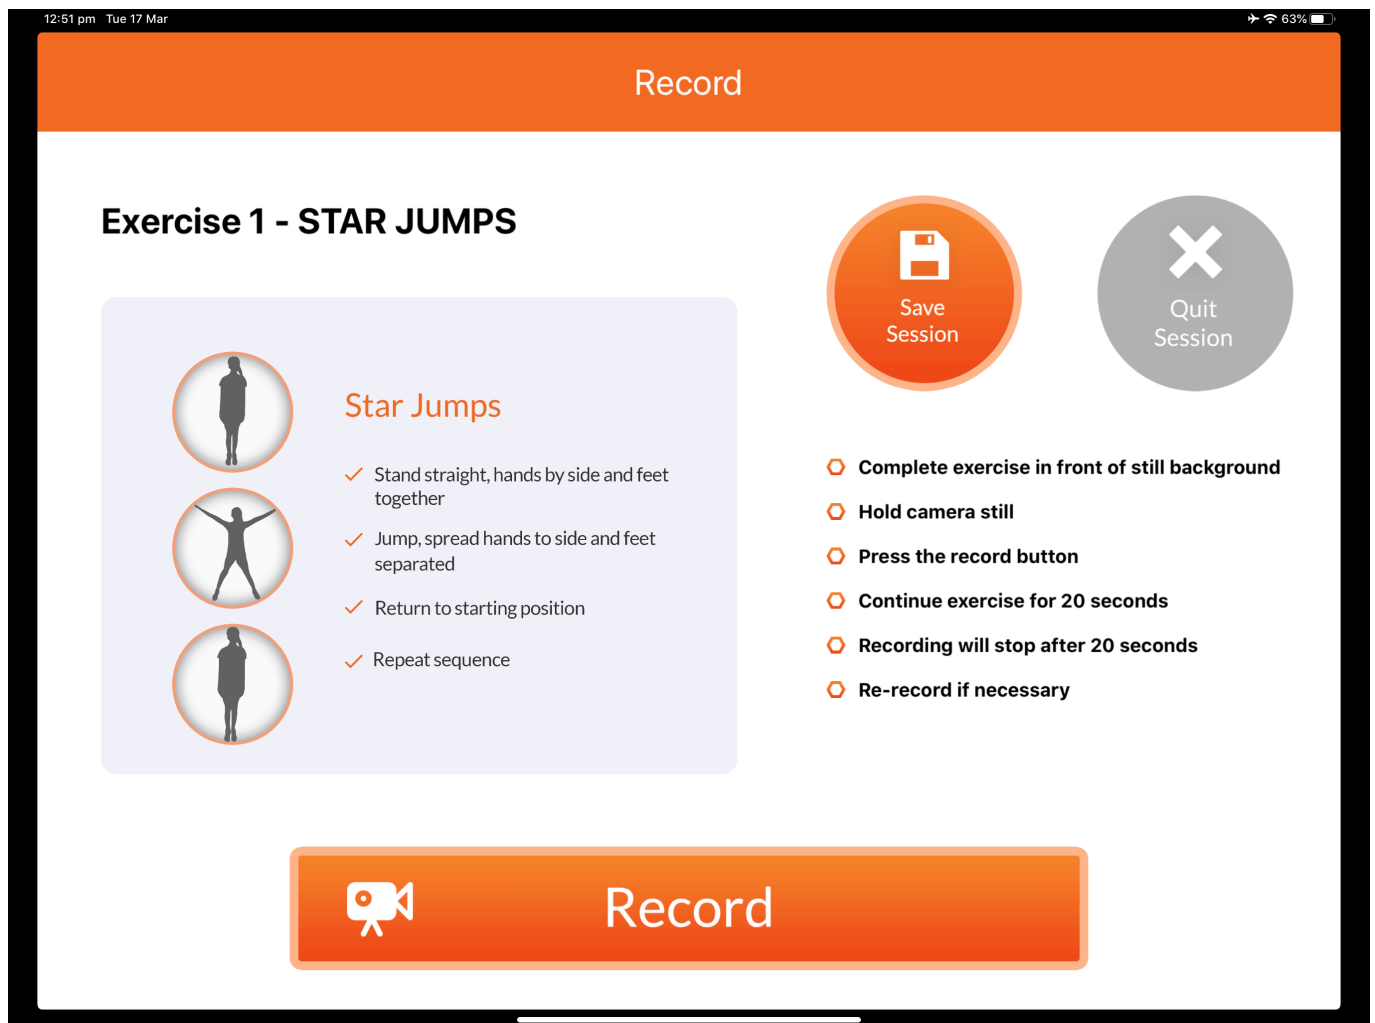 12:51 pm Tue 17 Mar
63%
Record
Exercise 1 - STAR JUMPS
Save
Session
Quit
Session
Star Jumps
Stand straight, hands by side and feet
together
Jump, spread hands to side and feet
separated
Return to starting position
Repeat sequence
Complete exercise in front of still background
Hold camera still
Press the record button
Continue exercise for 20 seconds
Recording will stop after 20 seconds
Re-record if necessary
Record